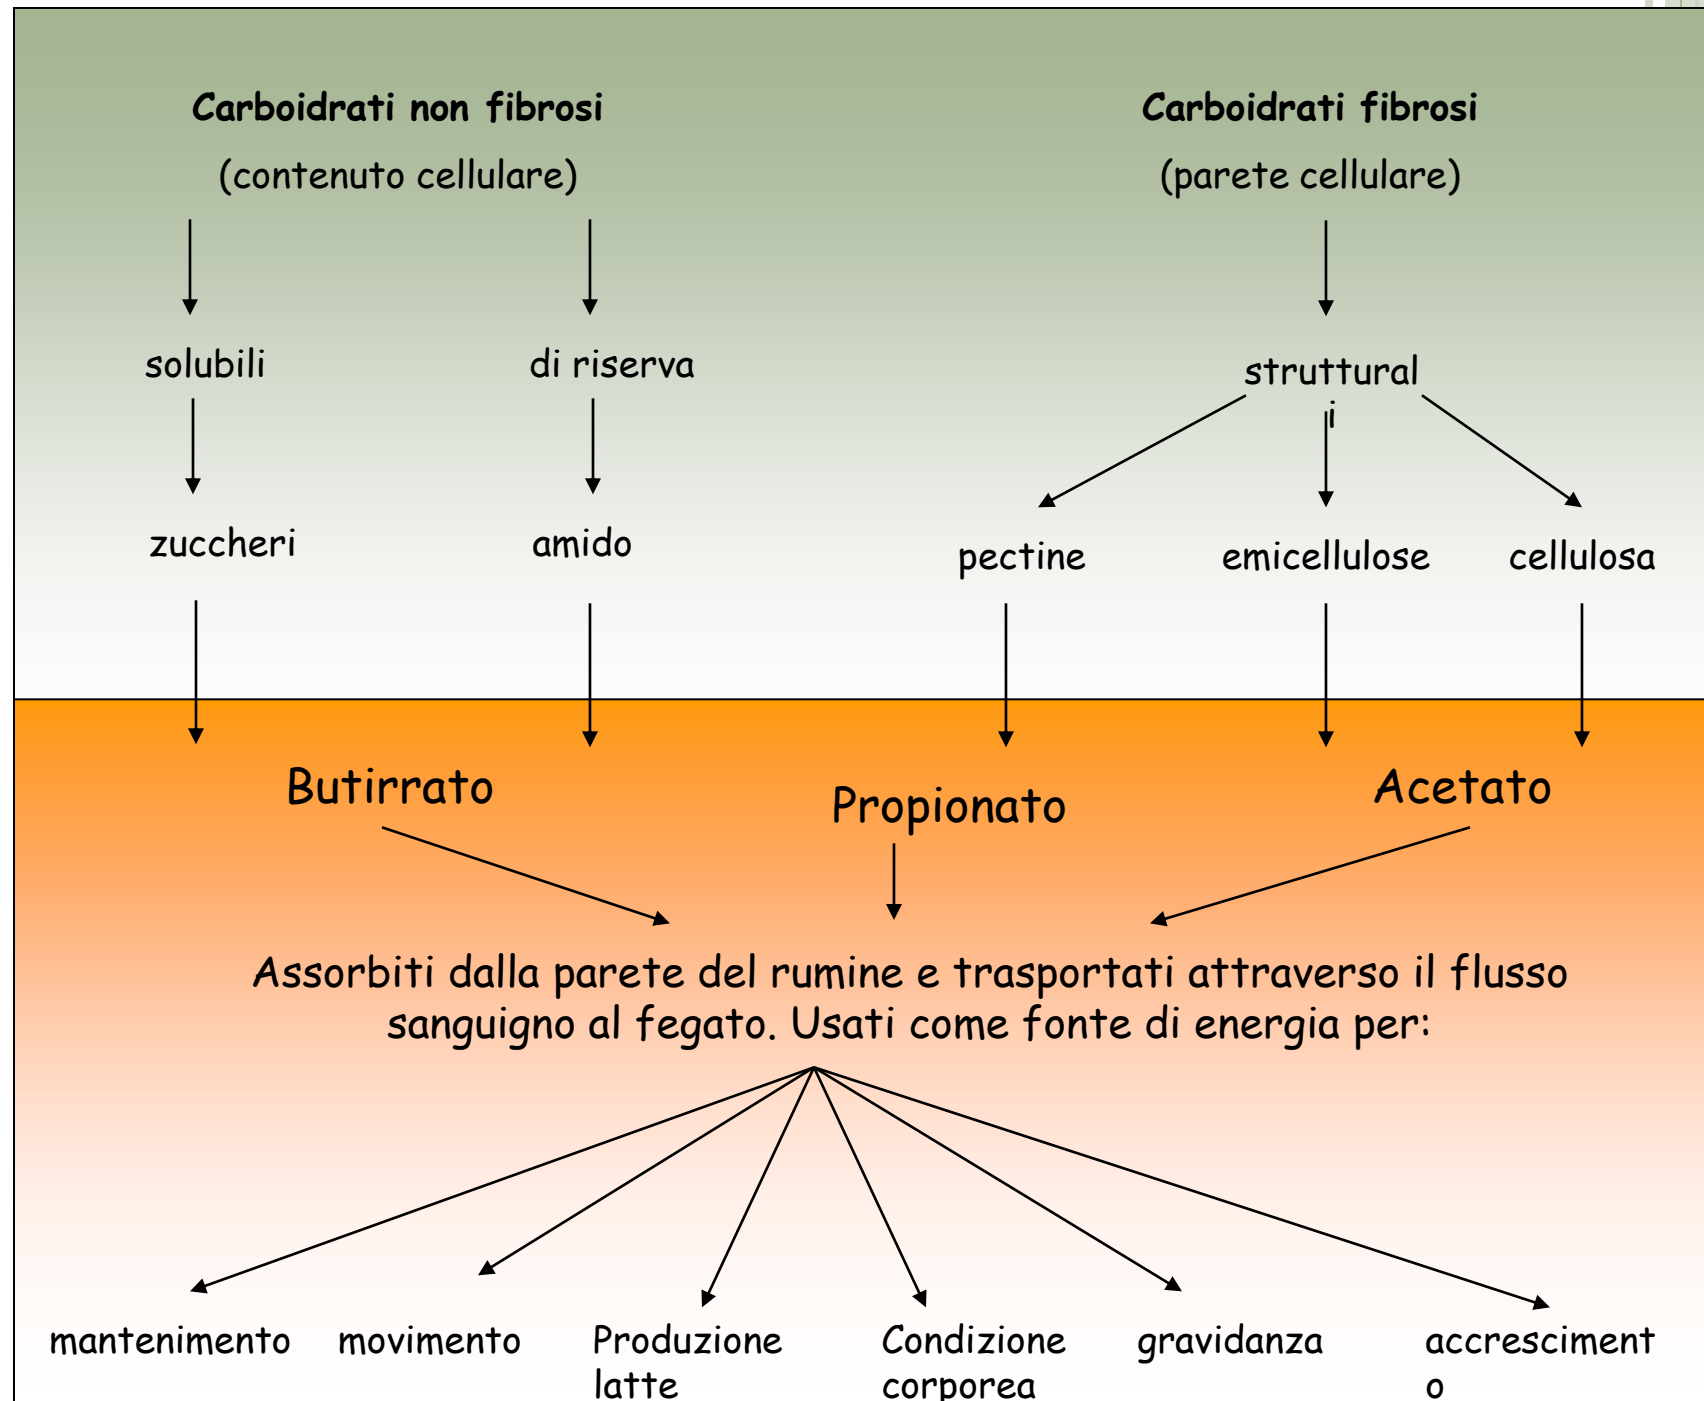 Carboidrati non fibrosi
(contenuto cellulare)
Carboidrati fibrosi
(parete cellulare)
solubili
di riserva
struttural
i
zuccheri
amido
pectine
emicellulose
cellulosa
Butirrato
Propionato
Acetato
Assorbiti dalla parete del rumine e trasportati attraverso il flusso
sanguigno al fegato. Usati come fonte di energia per:
mantenimento
movimento
Produzione
latte
Condizione
corporea
gravidanza
accresciment
o